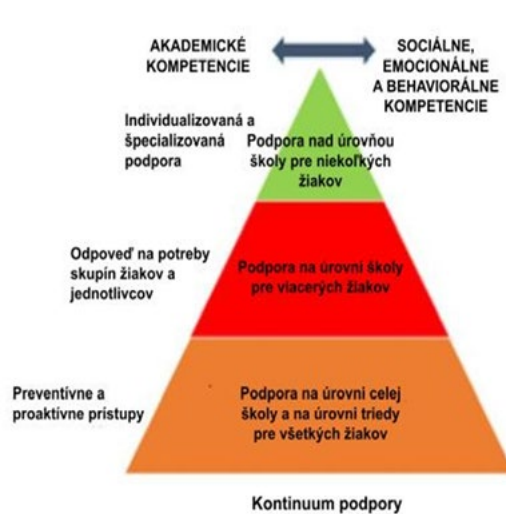 AKADEMICKÉ
KOMPETENCIE
SOCIÁLNE,
EMOCIONÁLNE
A BEHAVIORÁLNE
KOMPETENCIE
Individualizovaná a
špecializovaná
podpora
Podpora nad úrovňou
školy pre niekoľkých
žiakov
Odpoveď na potreby
skupín žiakov a
jednotlivcov
Podpora na úrovni školy
pre viacerých žiakov
Preventívne a
proaktívne prístupy
Podpora na úrovni celej
školy a na úrovni triedy
pre všetkých žiakov
Kontinuum podpory